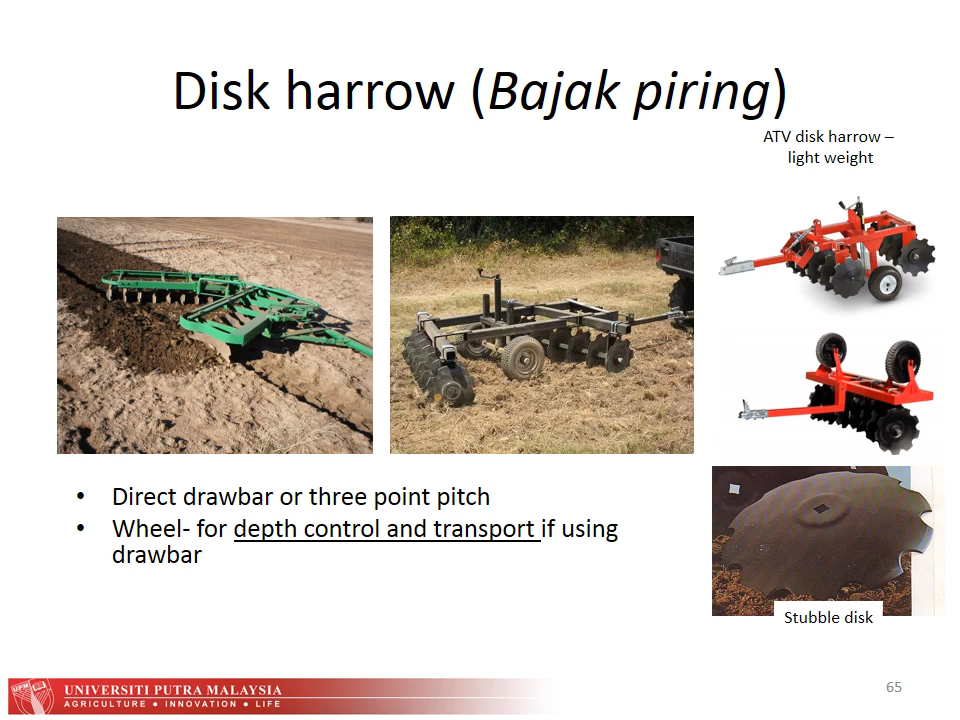 Disk harrow (Bajak piring)
ATV disk harrow –
light weight
• Direct drawbar or three point pitch
• Wheel- for depth control and transport if using
drawbar
Stubble disk
UPM
UNIVERSITI PUTRA MALAYSIA
AGRICULTURE ● INNOVATION ● LIFE
65